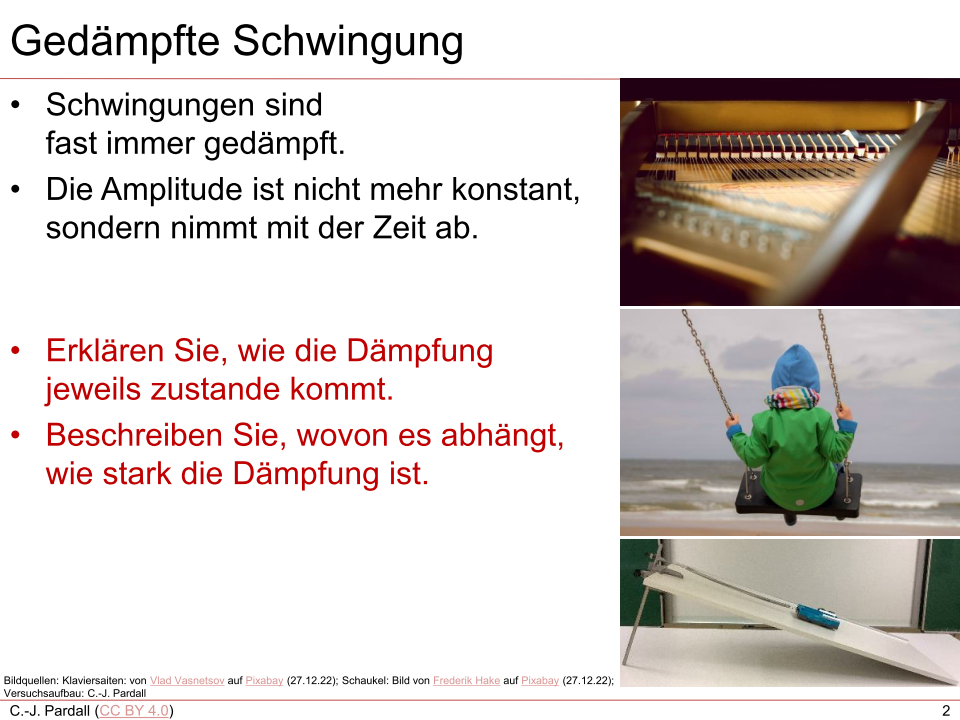 Gedämpfte Schwingung
• Schwingungen sind
fast immer gedämpft.
• Die Amplitude ist nicht mehr konstant,
sondern nimmt mit der Zeit ab.
• Erklären Sie, wie die Dämpfung
jeweils zustande kommt.
• Beschreiben Sie, wovon es abhängt,
wie stark die Dämpfung ist.
Bildquellen: Klaviersaiten: von Vlad Vasnetsov auf Pixabay (27.12.22); Schaukel: Bild von Frederik Hake auf Pixabay (27.12.22);
Versuchsaufbau: C.-J. Pardall
C.-J. Pardall (CC BY 4.0)
2